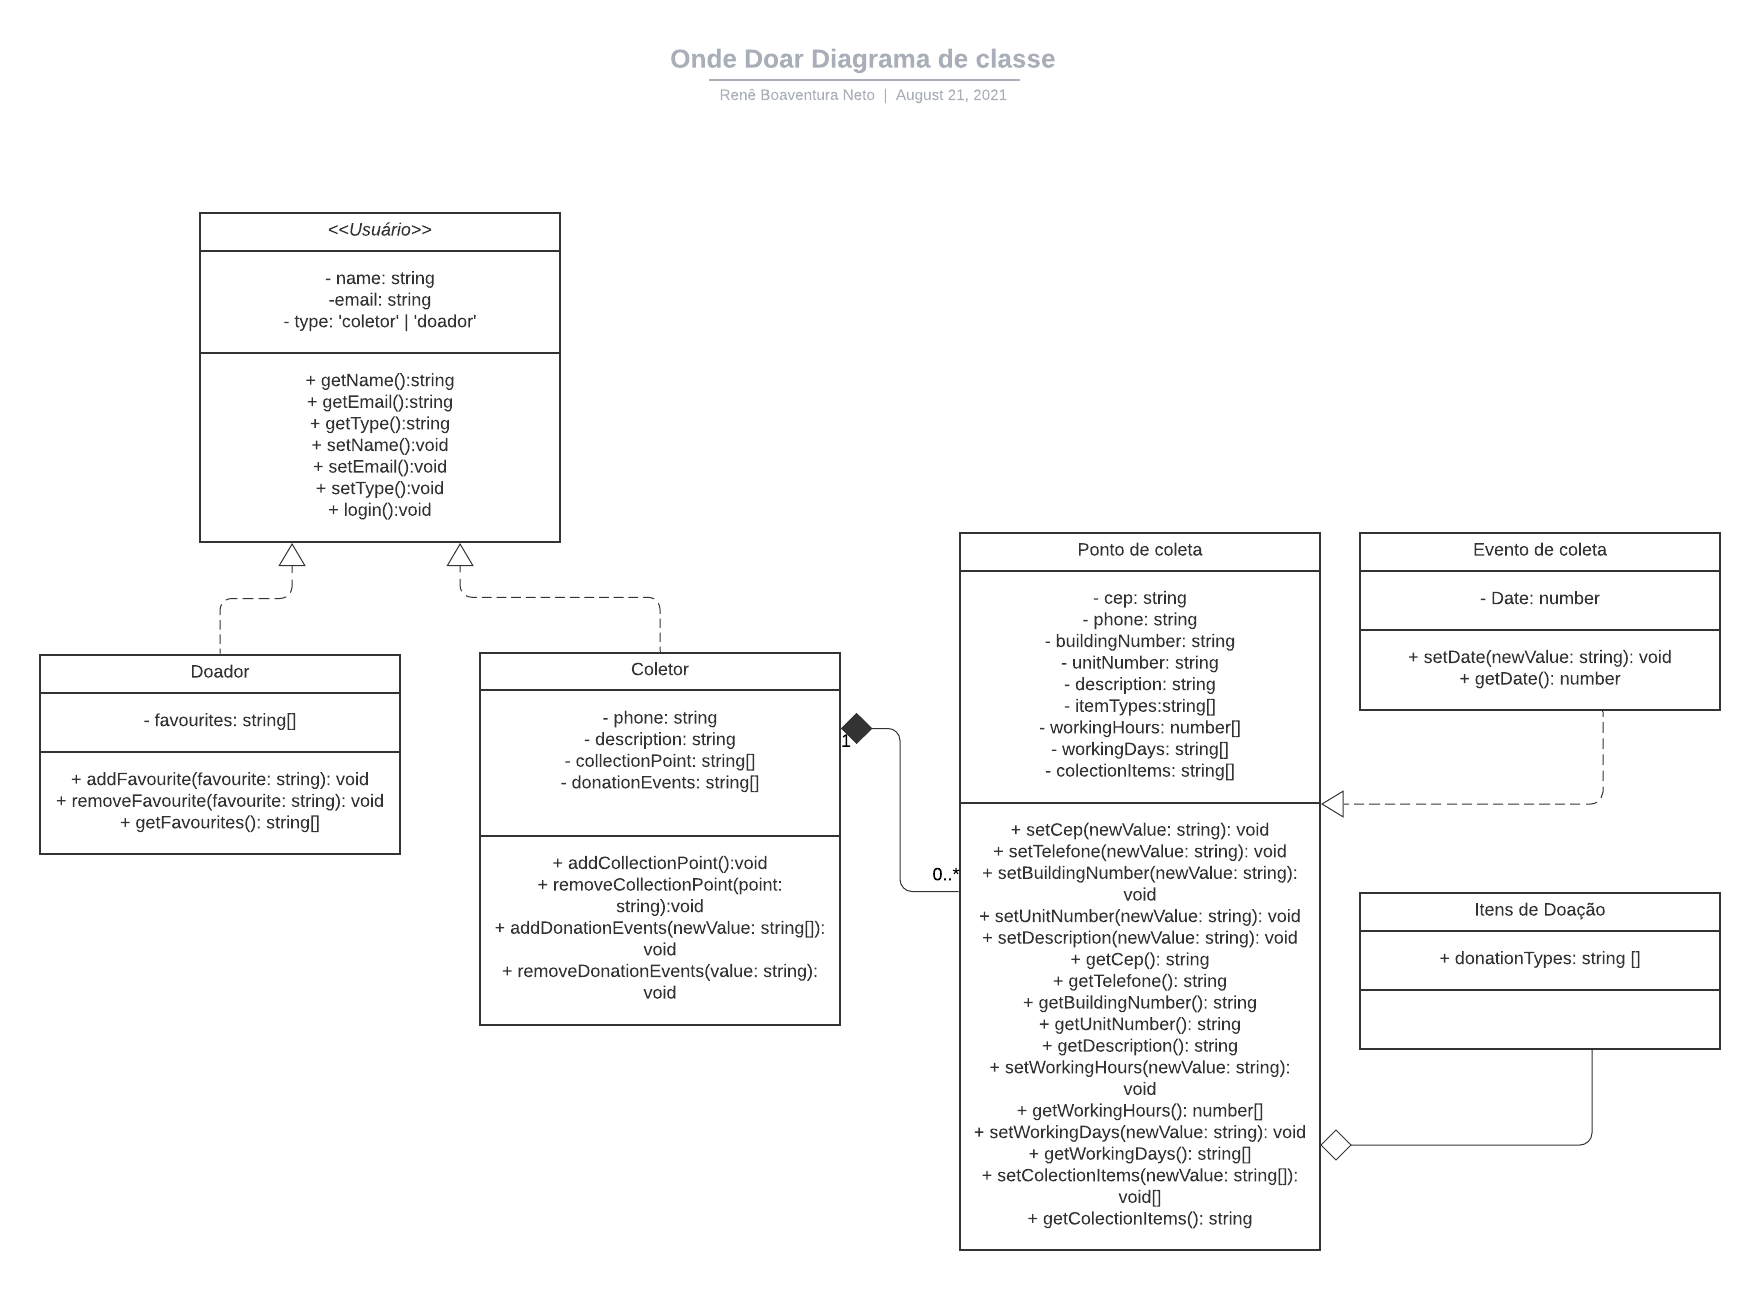 Onde Doar Diagrama de classe
Renê Boaventura Neto | August 21, 2021
<<Usuário>>
- name: string
-email: string
- type: 'coletor' | 'doador'
+ getName():string
+ getEmail():string
+ getType():string
+ setName():void
+ setEmail():void
+ setType():void
+ login():void
Doador
- favourites: string[]
+ addFavourite(favourite: string): void
+ removeFavourite(favourite: string): void
+ getFavourites(): string[]
Coletor
- phone: string
- description: string
- collectionPoint: string[]
- donationEvents: string[]
+ addCollectionPoint():void
+ removeCollectionPoint(point:
string):void
+ addDonationEvents(newValue: string[]):
void
+ removeDonationEvents(value: string):
void
1
0..*
Ponto de coleta
- cep: string
- phone: string
- buildingNumber: string
- unitNumber: string
- description: string
- itemTypes:string[]
- workingHours: number[]
- workingDays: string[]
- colectionItems: string[]
+ setCep(newValue: string): void
+ setTelefone(newValue: string): void
+ setBuildingNumber(newValue: string):
void
+ setUnitNumber(newValue: string): void
+ setDescription(newValue: string): void
+ getCep(): string
+ getTelefone(): string
+ getBuildingNumber(): string
+ getUnitNumber(): string
+ getDescription(): string
+ setWorkingHours(newValue: string):
void
+ getWorkingHours(): number[]
+ setWorkingDays(newValue: string): void
+ getWorkingDays(): string[]
+ setColectionItems(newValue: string[]):
void[]
+ getColectionItems(): string
Evento de coleta
- Date: number
+ setDate(newValue: string): void
+ getDate(): number
Itens de Doação
+ donationTypes: string []